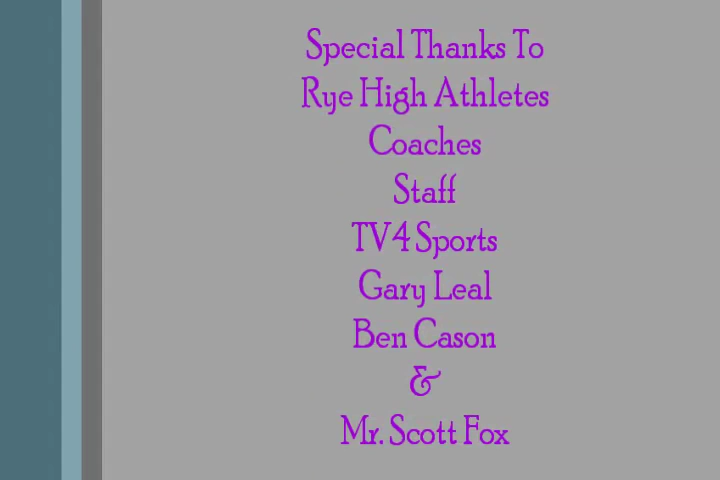 Special Thanks To
Rye High Athletes
Coaches
Staff
TV4 Sports
Gary Leal
Ben Cason
&
Mr. Scott Fox